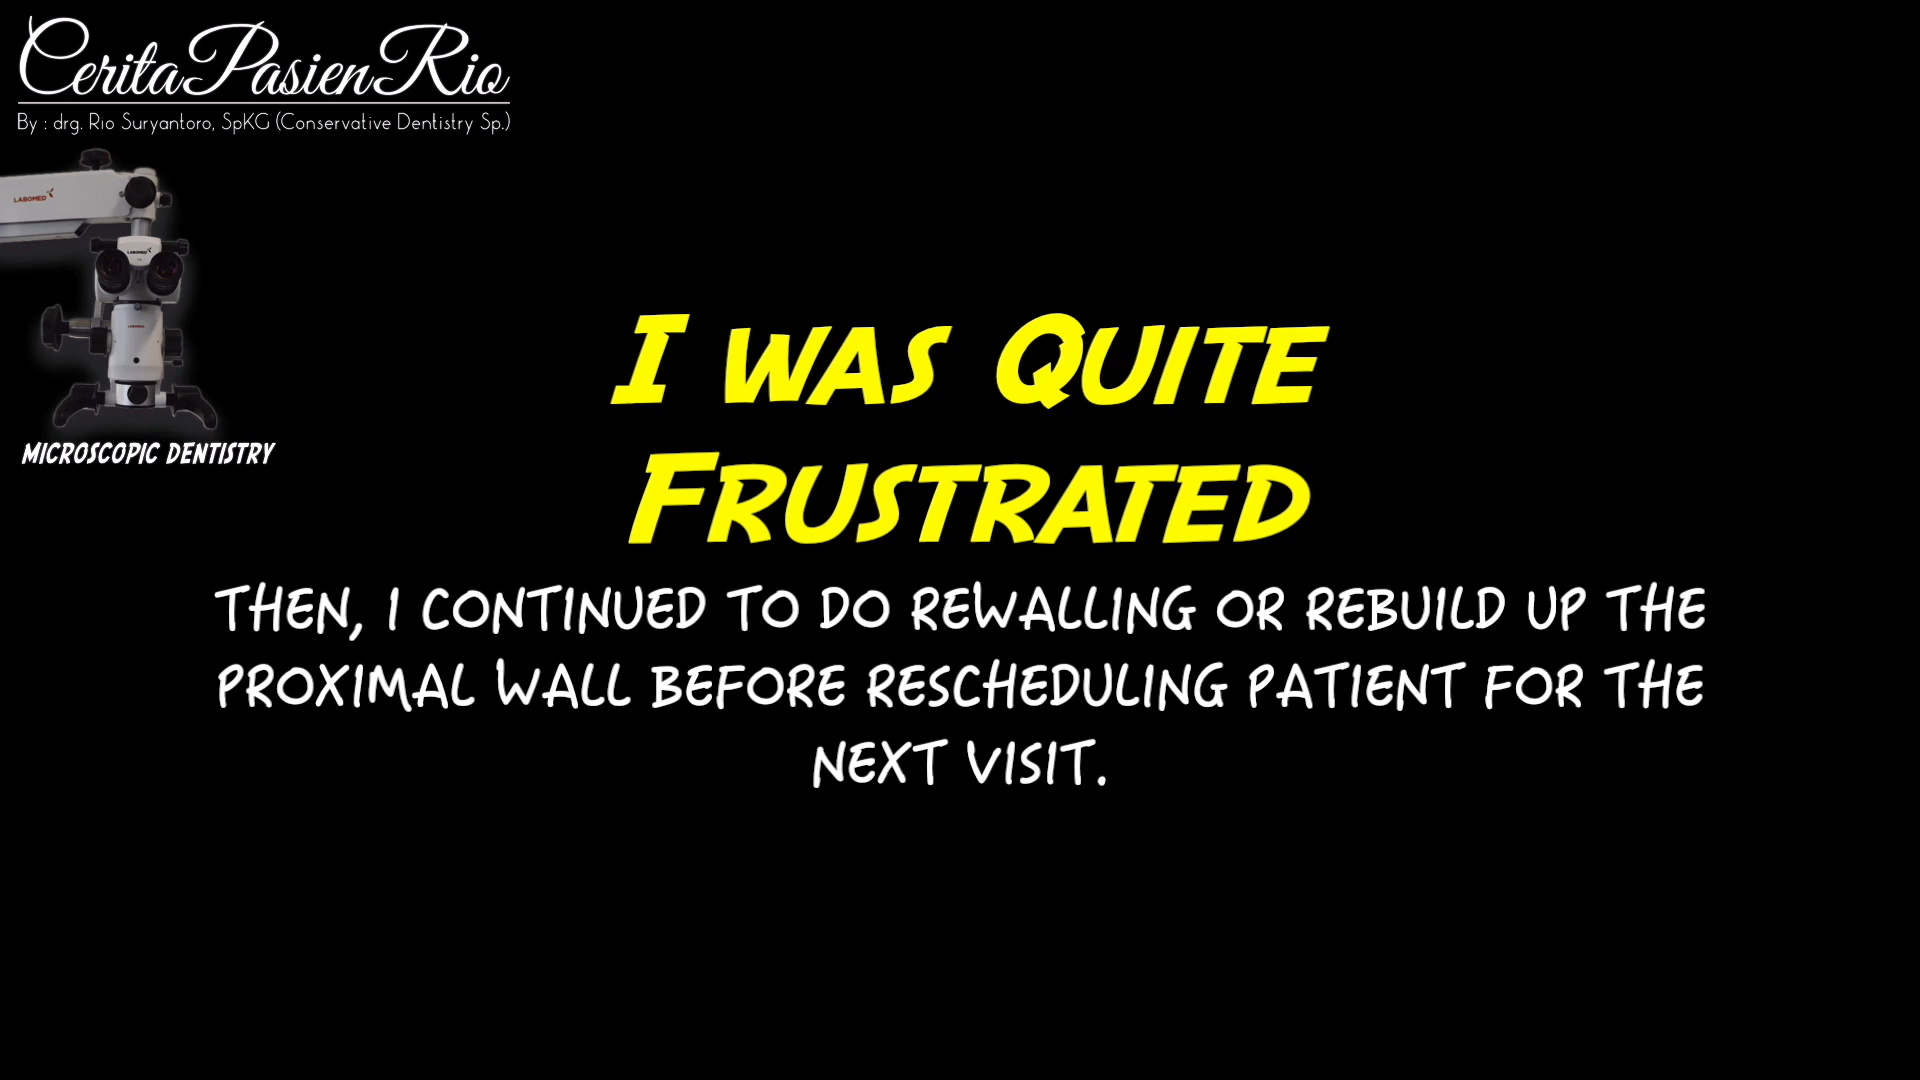 CeritaPasienRio
By : drg. Rio Suryantoro, SpKG (Conservative Dentistry Sp.)
LABOMED
LABOMED
LABOMED
MICROSCOPIC DENTISTRY
I WAS QUITE
FRUSTRATED
THEN, I CONTINUED TO DO REWALLING OR REBUILD UP THE
PROXIMAL WALL BEFORE RESCHEDULING PATIENT FOR THE
NEXT VISIT.